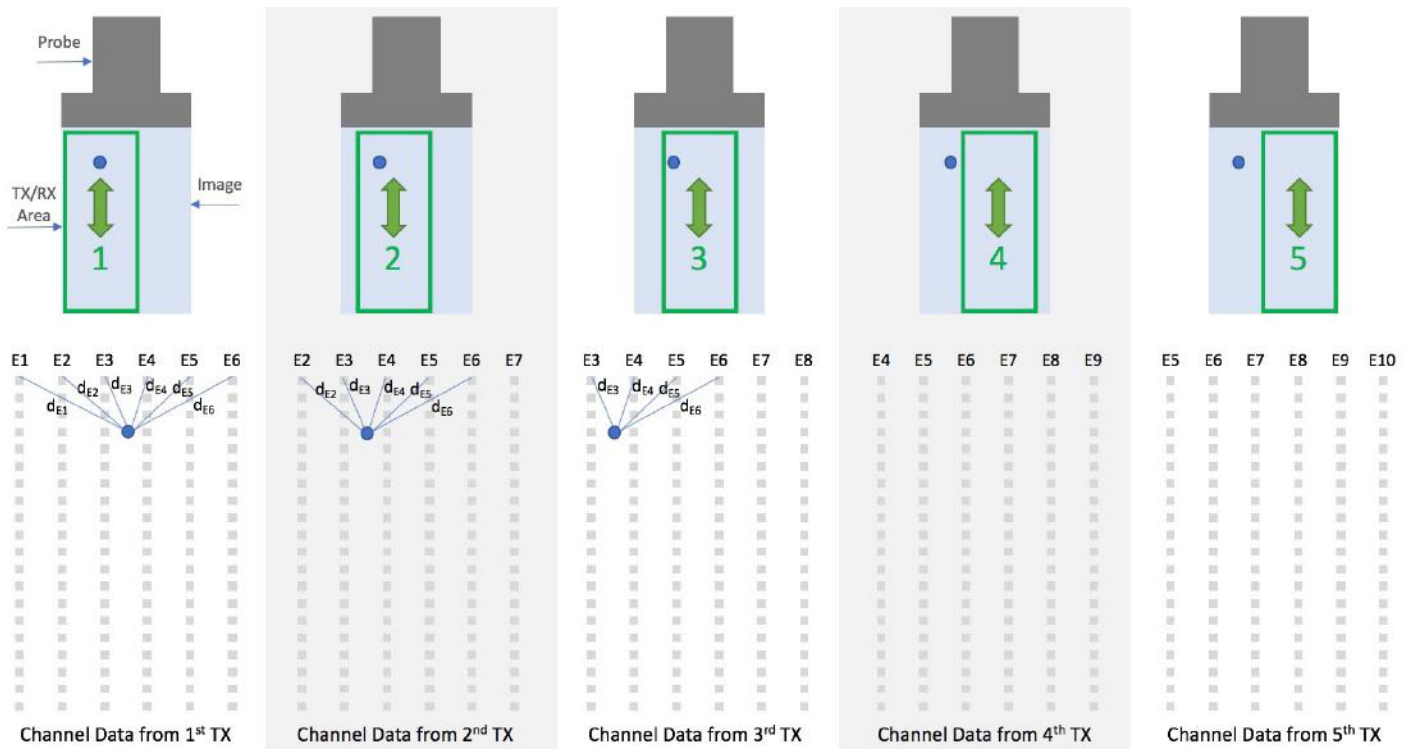 Probe
TX/RX
Area
Image
1
2
3
4
5
E1 E2 E3 E4 E5 E6
E2 E3 E4 E5 E6 E7
E3 E4 E5 E6 E7 E8
E4 E5 E6 E7 E8 E9
E5 E6 E7 E8 E9 E10
dE1 dE2 dE3 dE4 dE5 dE6
dE2 dE3 dE4 dE5 dE6
dE3 dE4 dE5 dE6
Channel Data from 1st TX
Channel Data from 2nd TX
Channel Data from 3rd TX
Channel Data from 4th TX
Channel Data from 5th TX